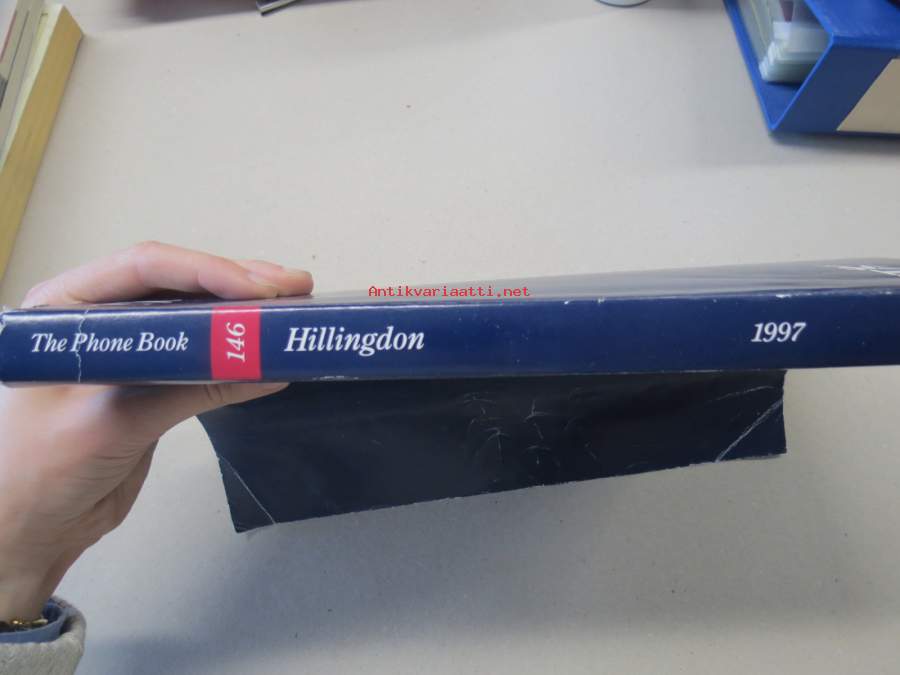 Antikvariaatti.net
The Phone Book 146 Hillingdon 1997